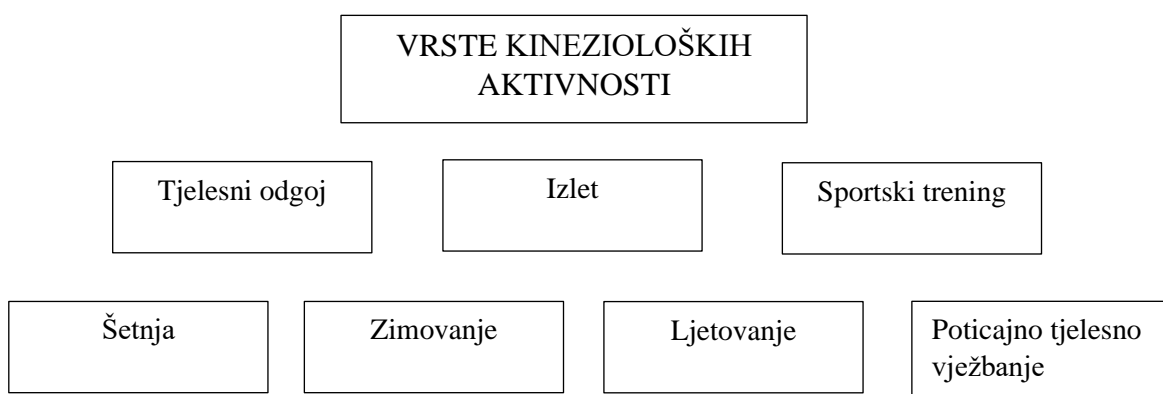 VRSTE KINEZIOLOŠKIH
AKTIVNOSTI
Tjelesni odgoj
Izlet
Sportski trening
Šetnja
Zimovanje
Ljetovanje
Poticajno tjelesno
vježbanje